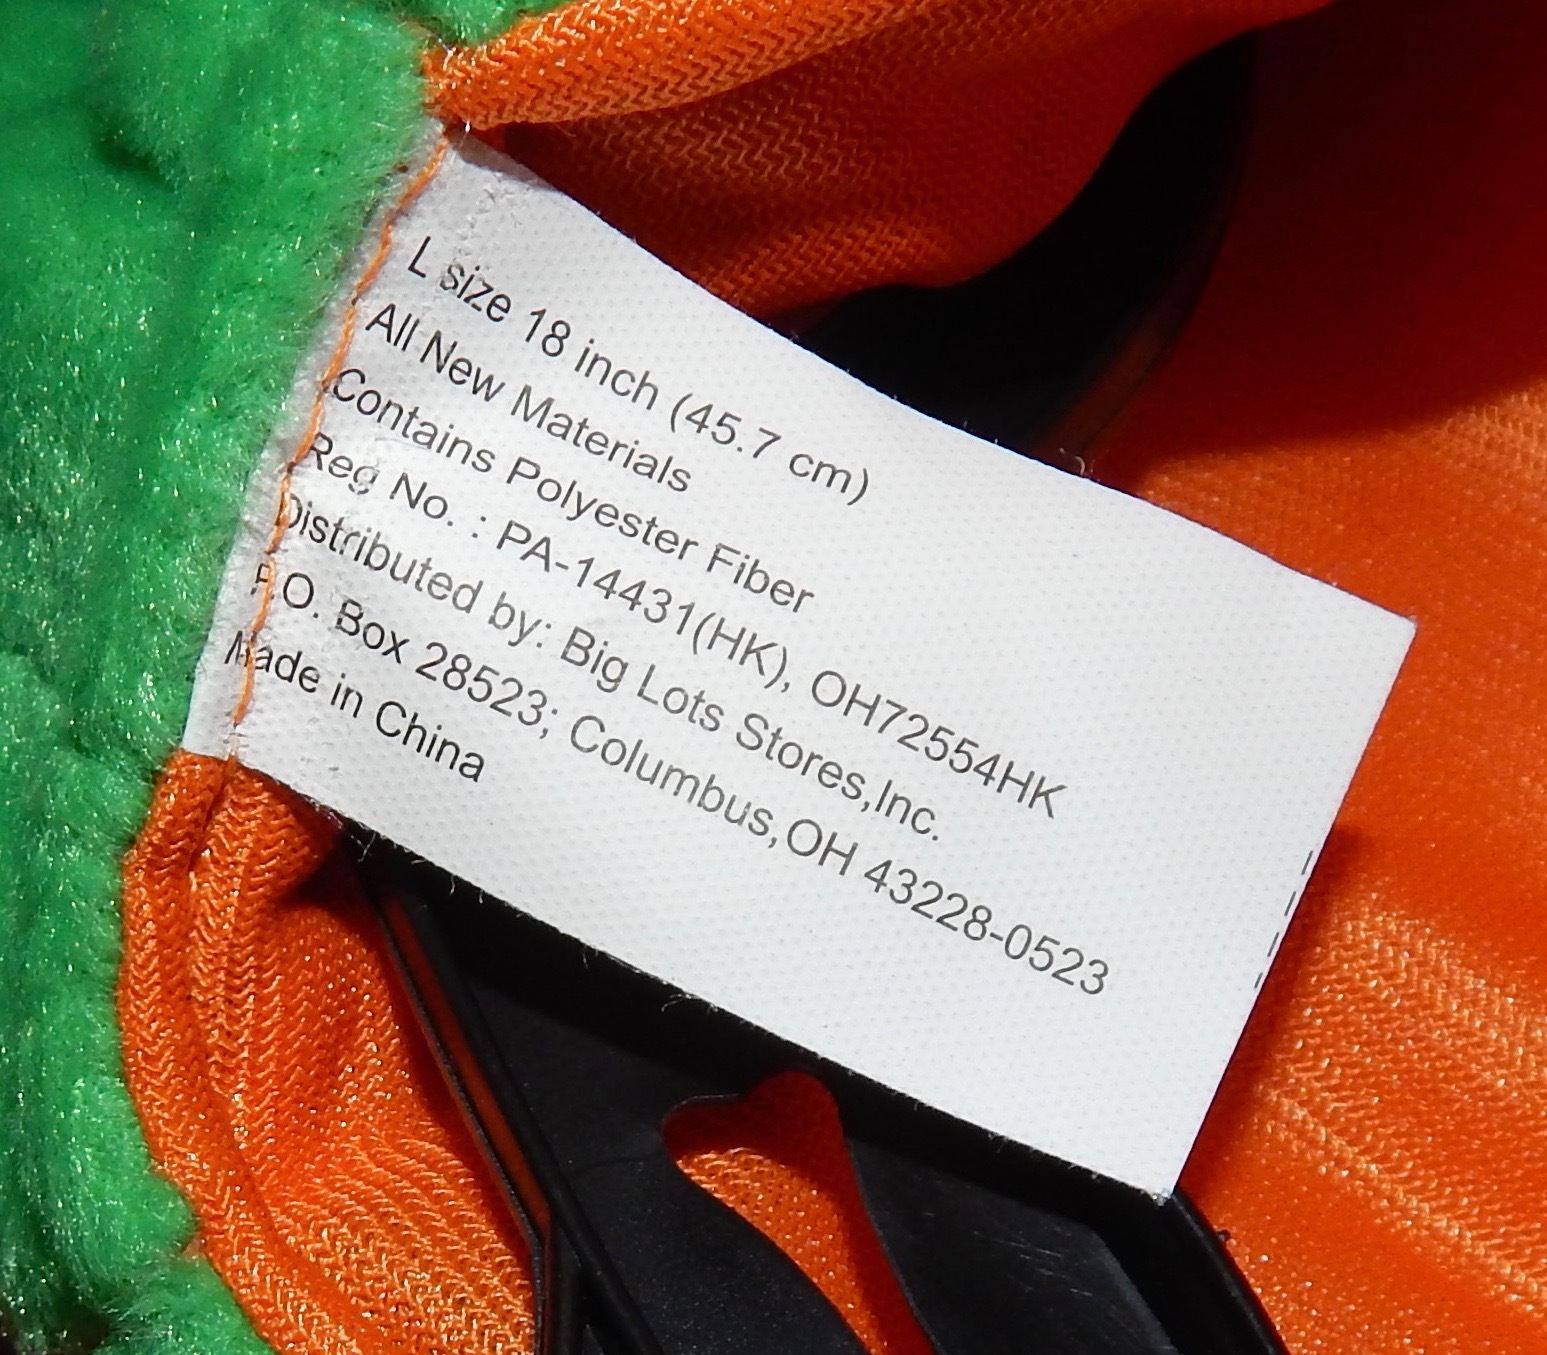 L size 18 inch (45.7 cm)
All New Materials
Contains Polyester Fiber
Reg No. : PA-14431(HK), OH72554HK
Distributed by: Big Lots Stores,Inc.
P.O. Box 28523; Columbus,OH 43228-0523
Made in China